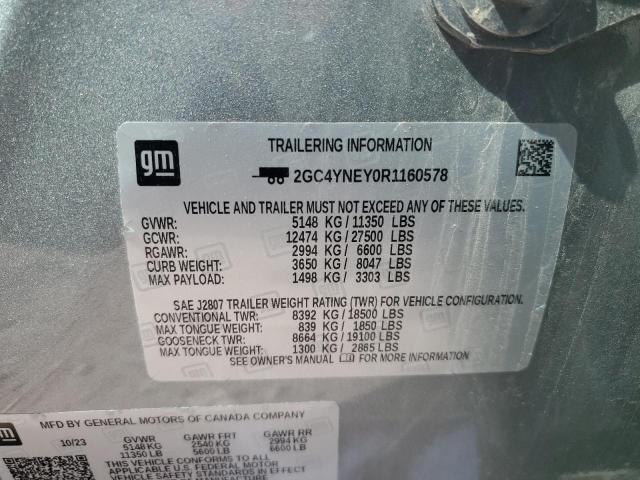 gm
TRAILERING INFORMATION
2GC4YNEY0R1160578
VEHICLE AND TRAILER MUST NOT EXCEED ANY OF THESE VALUES.
GVWR: 5148 KG / 11350 LBS
GCWR: 12474 KG / 27500 LBS
RGAWR: 2994 KG / 6600 LBS
CURB WEIGHT: 3650 KG / 8047 LBS
MAX PAYLOAD: 1498 KG / 3303 LBS
SAE J2807 TRAILER WEIGHT RATING (TWR) FOR VEHICLE CONFIGURATION.
CONVENTIONAL TWR: 8392 KG / 18500 LBS
MAX TONGUE WEIGHT: 839 KG / 1850 LBS
GOOSENECK TWR: 8664 KG / 19100 LBS
MAX TONGUE WEIGHT: 1300 KG / 2865 LBS
SEE OWNER'S MANUAL FOR MORE INFORMATION
gm
MFD BY GENERAL MOTORS OF CANADA COMPANY
10/23 GVWR GAWR FRT GAWR RR
5148 KG 2540 KG 2994 KG
11350 LB 5600 LB 6600 LB
THIS VEHICLE CONFORMS TO ALL
APPLICABLE U.S. FEDERAL MOTOR
VEHICLE SAFETY STANDARDS IN EFFECT